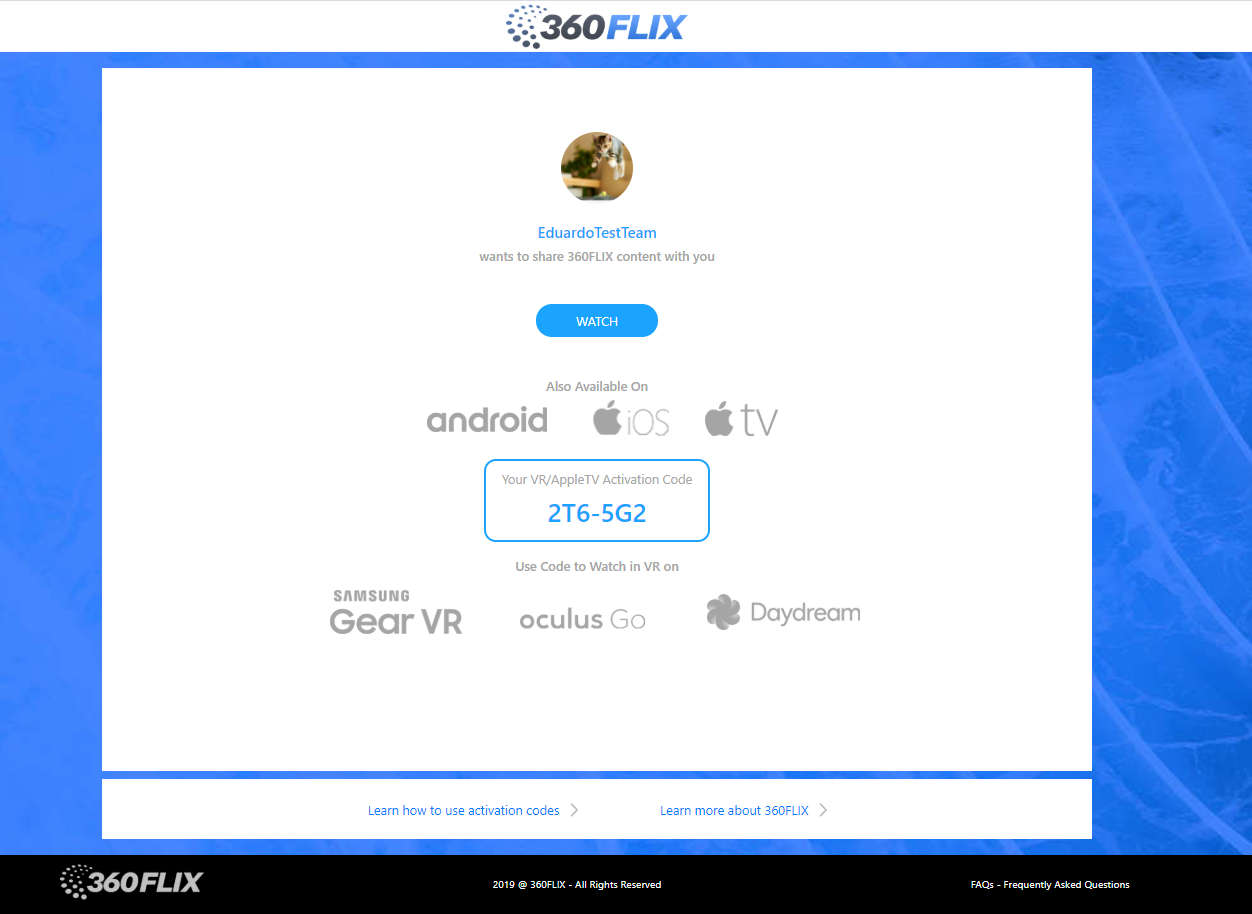 360FLIX
EduardoTestTeam
wants to share 360FLIX content with you
WATCH
Also Available On
android iOS tv
Your VR/AppleTV Activation Code
2T6-5G2
Use Code to Watch in VR on
SAMSUNG
Gear VR oculus Go Daydream
Learn how to use activation codes Learn more about 360FLIX
360FLIX 2019 @ 360FLIX - All Rights Reserved FAQs - Frequently Asked Questions